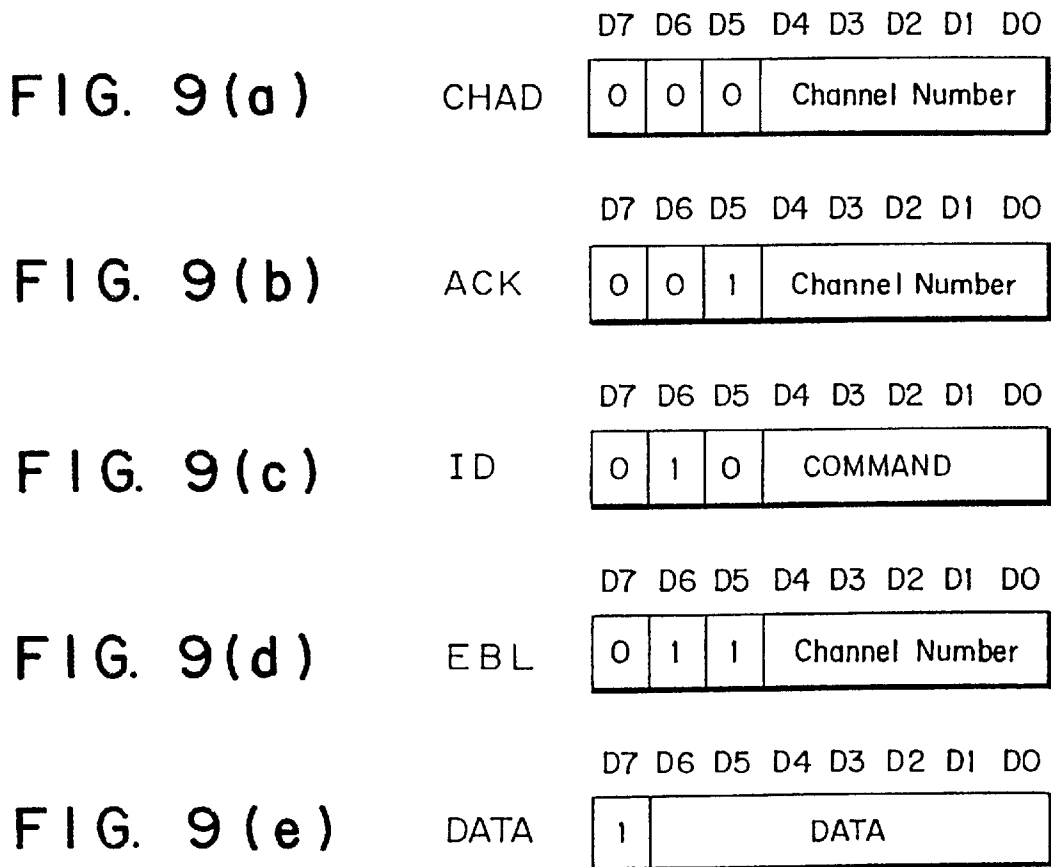 D7 D6 D5 D4 D3 D2 D1 D0
FIG. 9(a) CHAD 0 0 0 Channel Number
D7 D6 D5 D4 D3 D2 D1 D0
FIG. 9(b) ACK 0 0 1 Channel Number
D7 D6 D5 D4 D3 D2 D1 D0
FIG. 9(c) ID 0 1 0 COMMAND
D7 D6 D5 D4 D3 D2 D1 D0
FIG. 9(d) EBL 0 1 1 Channel Number
D7 D6 D5 D4 D3 D2 D1 D0
FIG. 9(e) DATA 1 DATA